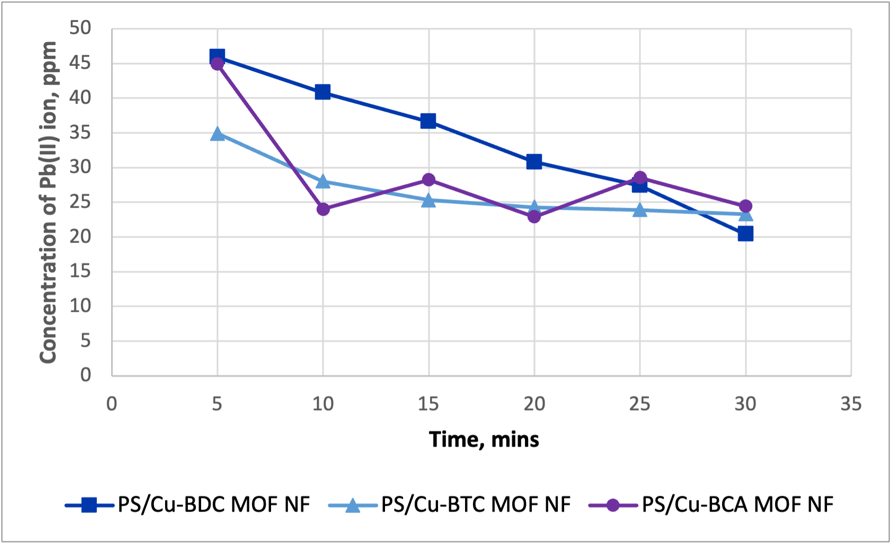 50
45
40
35
30
25
20
15
10
5
0
Concentration of Pb(II) ion, ppm
0 5 10 15 20 25 30 35
Time, mins
PS/Cu-BDC MOF NF PS/Cu-BTC MOF NF PS/Cu-BCA MOF NF